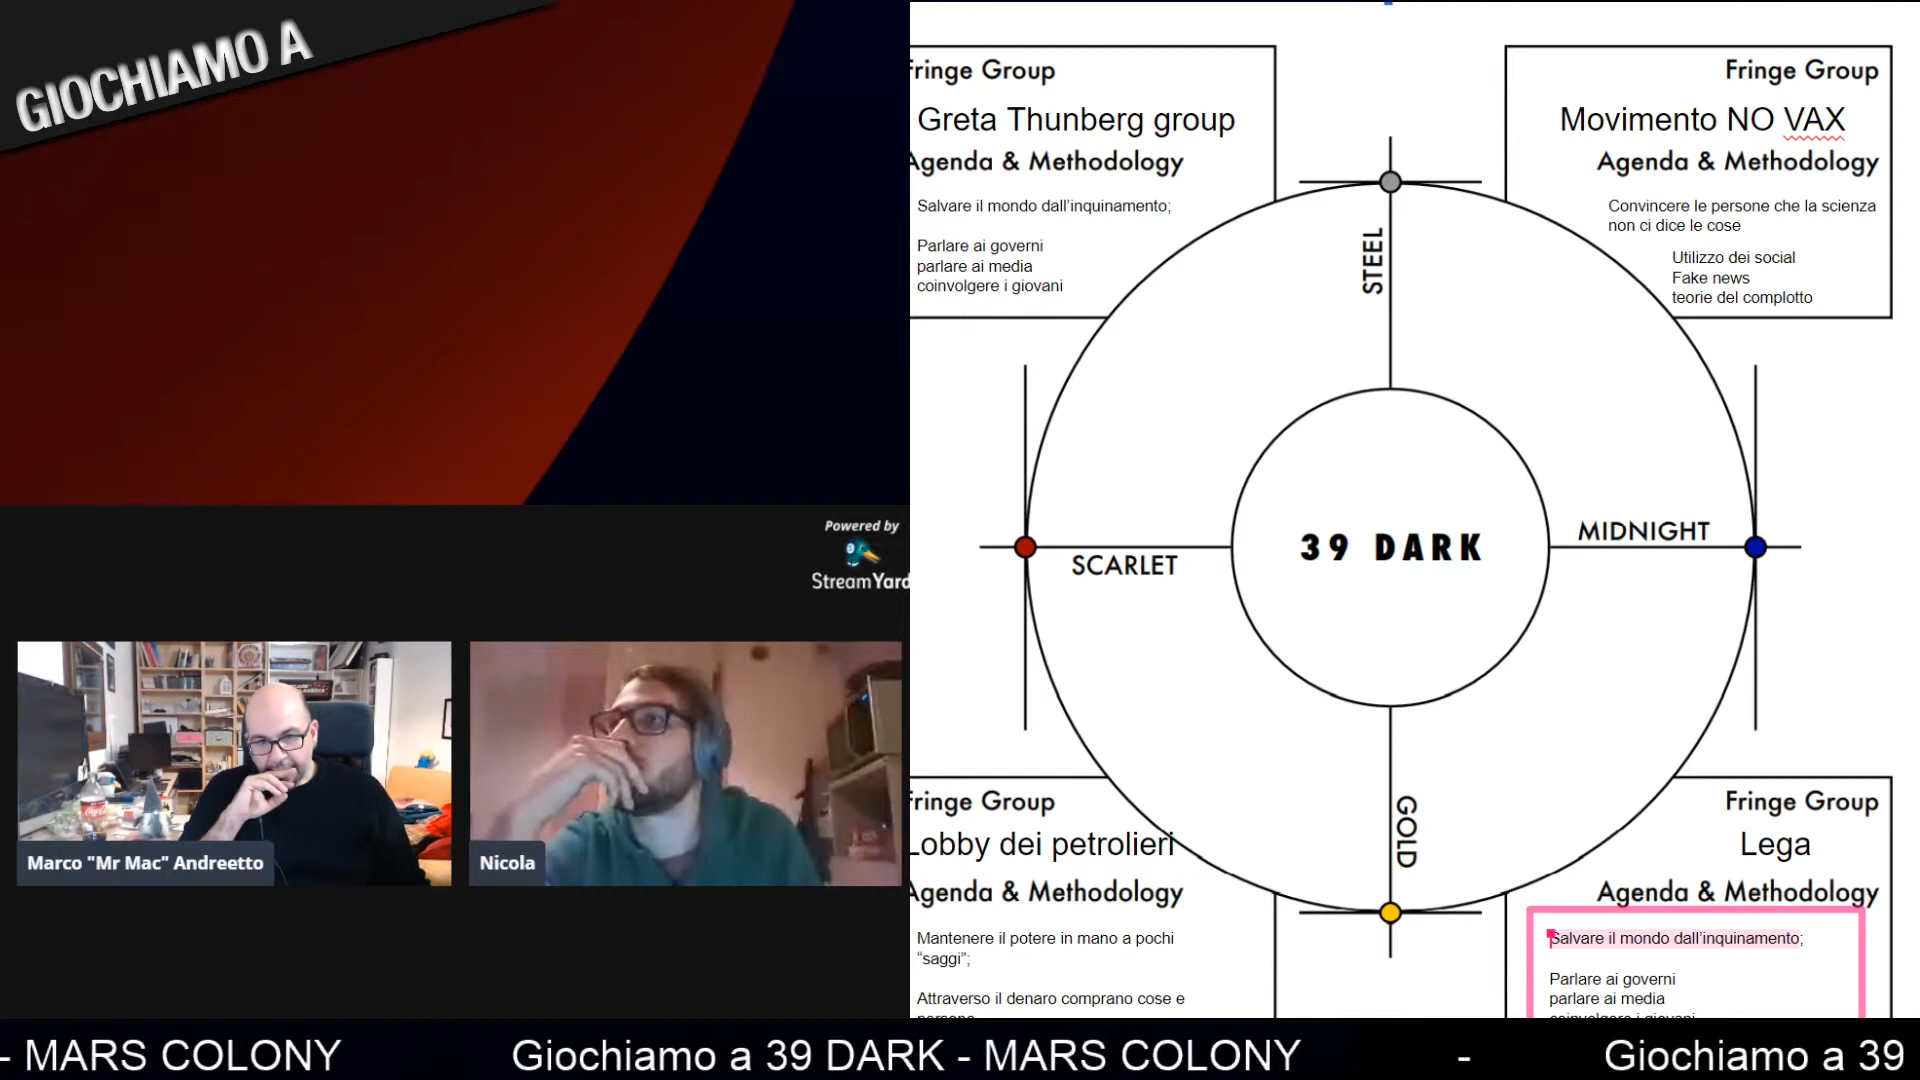 GIOCHIAMO A
Powered by
StreamYard
Marco "Mr Mac" Andreetto
Nicola
Fringe Group
Greta Thunberg group
Agenda & Methodology
Salvare il mondo dall'inquinamento;
Parlare ai governi
parlare ai media
coinvolgere i giovani
Fringe Group
Movimento NO VAX
Agenda & Methodology
Convincere le persone che la scienza
non ci dice le cose
Utilizzo dei social
Fake news
teorie del complotto
STEEL
SCARLET
39 DARK
MIDNIGHT
GOLD
Fringe Group
Lobby dei petrolieri
Agenda & Methodology
Mantenere il potere in mano a pochi
“saggi”;
Attraverso il denaro comprano cose e
persone
Fringe Group
Lega
Agenda & Methodology
Salvare il mondo dall'inquinamento;
Parlare ai governi
parlare ai media
coinvolgere i giovani
- MARS COLONY Giochiamo a 39 DARK - MARS COLONY - Giochiamo a 39